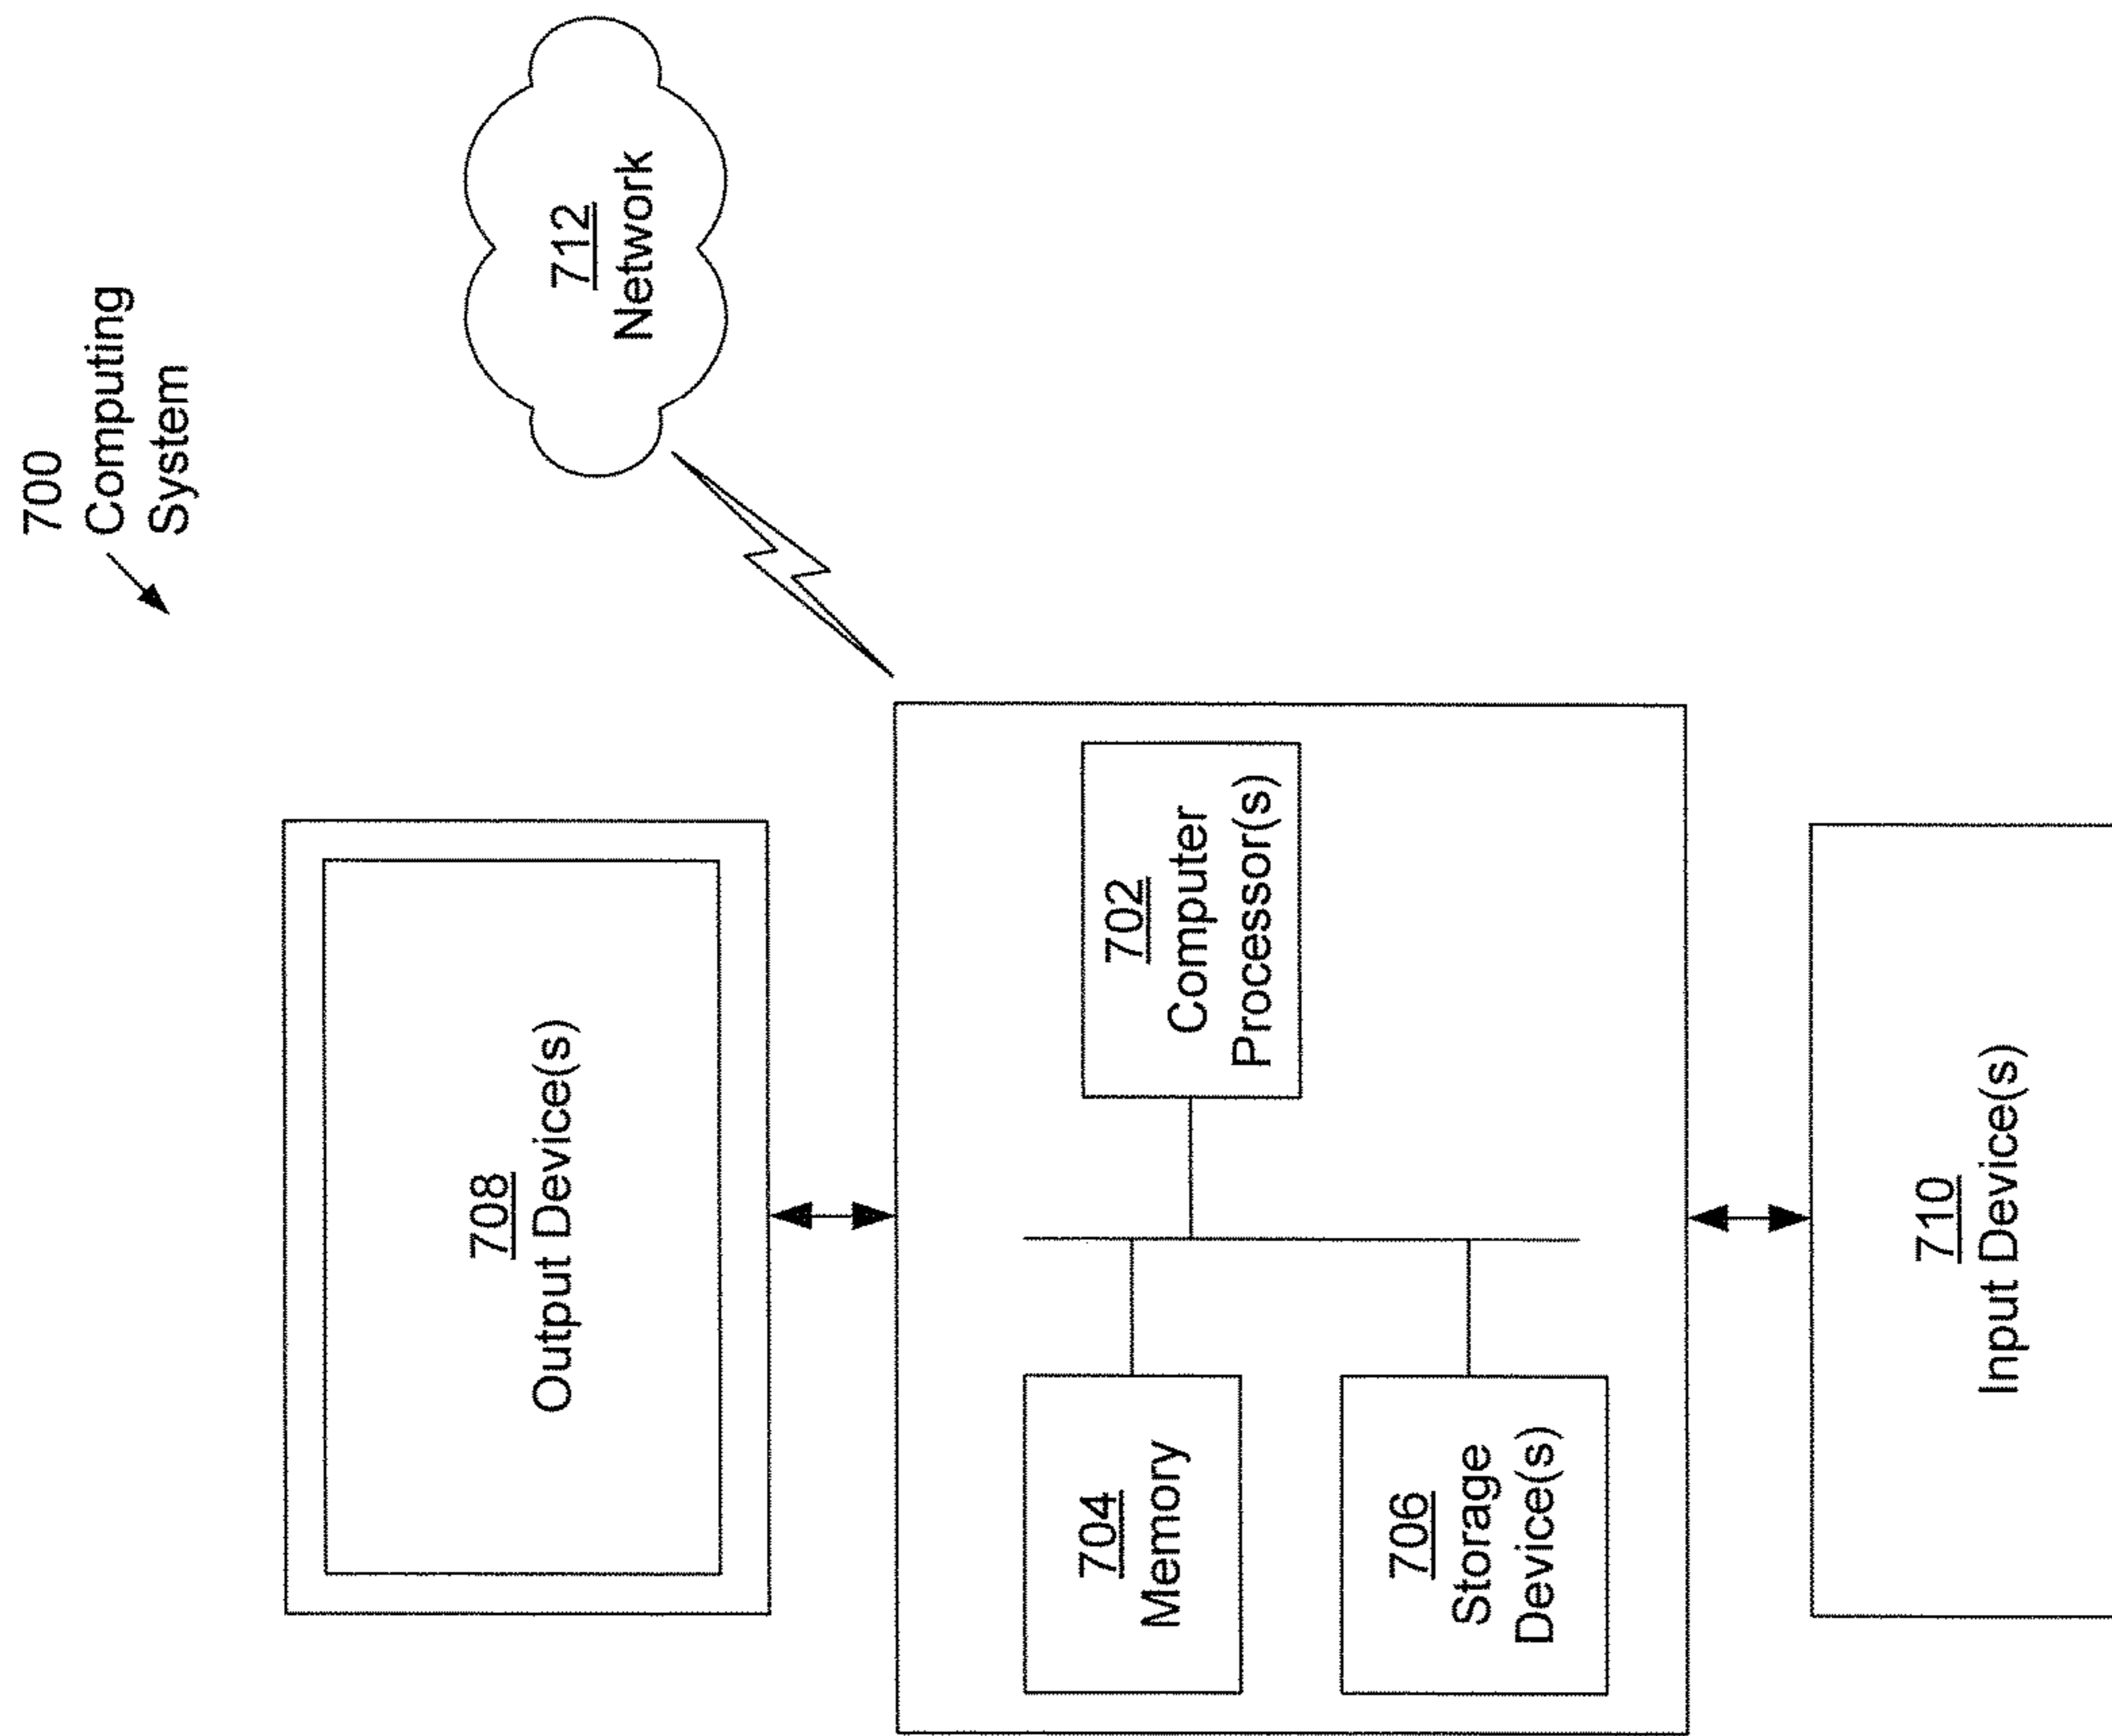 700
Computing
System
712
Network
708
Output Device(s)
702
Computer
Processor(s)
704
Memory
706
Storage
Device(s)
710
Input Device(s)